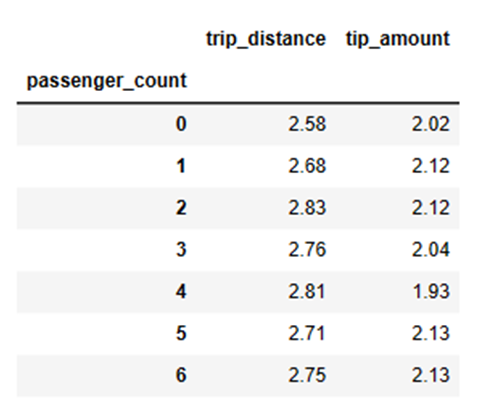 trip_distance tip_amount
passenger_count
0 2.58 2.02
1 2.68 2.12
2 2.83 2.12
3 2.76 2.04
4 2.81 1.93
5 2.71 2.13
6 2.75 2.13